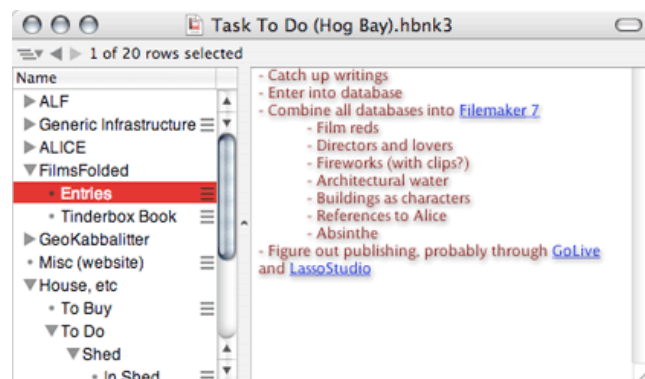 Task To Do (Hog Bay).hbnk3
1 of 20 rows selected
Name
ALF
Generic Infrastructure
ALICE
FilmsFolded
• Entries
• Tinderbox Book
GeoKabbalitter
• Misc (website)
House, etc
• To Buy
To Do
Shed
• In Shed
- Catch up writings
- Enter into database
- Combine all databases into Filemaker 7
- Film reds
- Directors and lovers
- Fireworks (with clips?)
- Architectural water
- Buildings as characters
- References to Alice
- Absinthe
- Figure out publishing, probably through GoLive
and LassoStudio